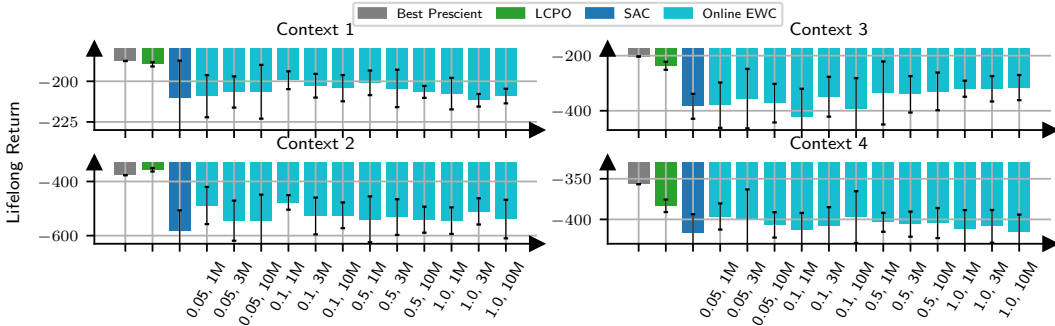 Best Prescient LCPO SAC Online EWC
Context 1
Context 3
−200
−225
−200
−400
Lifelong Return
Context 2
Context 4
−400
−600
−350
−400
0.05, 1M
0.05, 3M
0.05, 10M
0.1, 1M
0.1, 3M
0.1, 10M
0.5, 1M
0.5, 3M
0.5, 10M
1.0, 1M
1.0, 3M
1.0, 10M
0.05, 1M
0.05, 3M
0.05, 10M
0.1, 1M
0.1, 3M
0.1, 10M
0.5, 1M
0.5, 3M
0.5, 10M
1.0, 1M
1.0, 3M
1.0, 10M